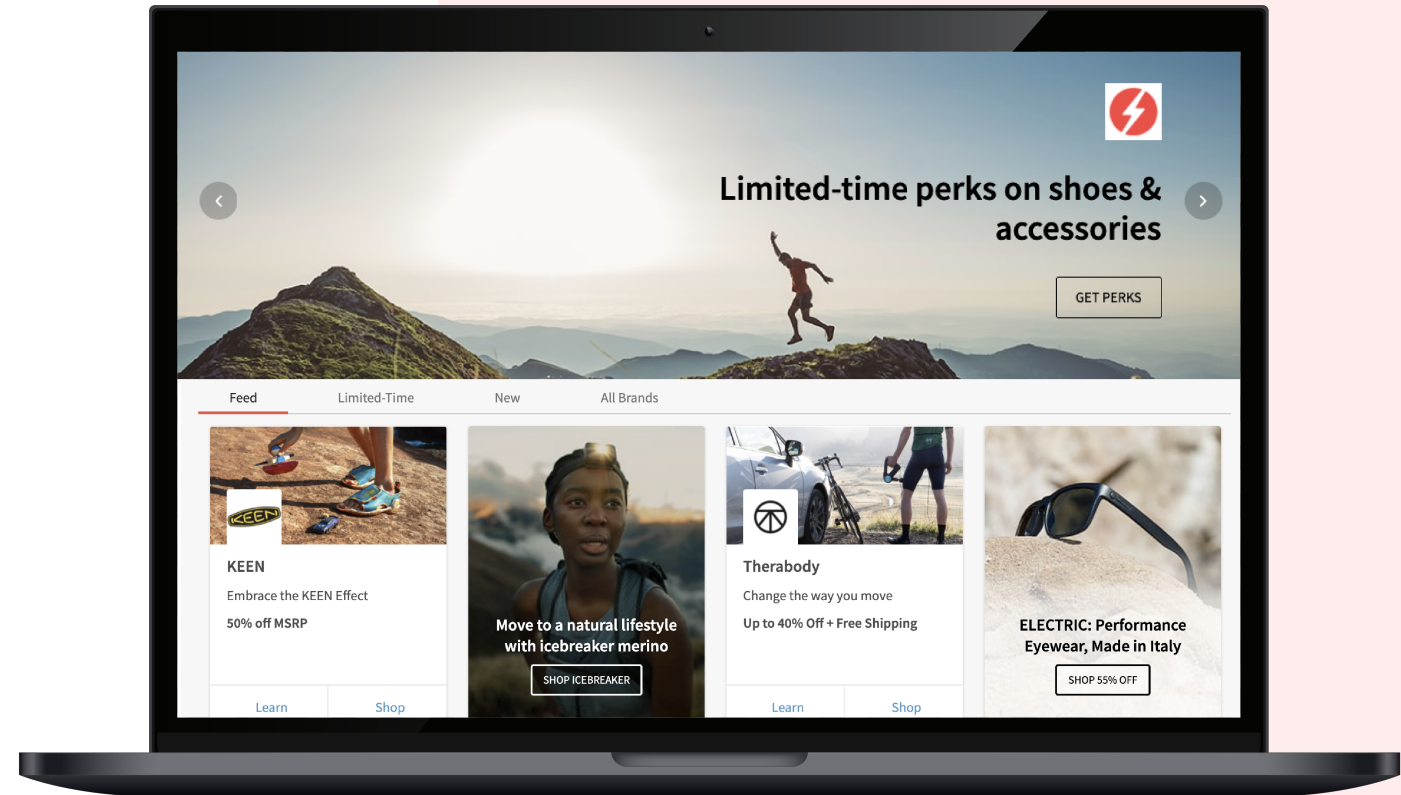 Limited-time perks on shoes &
accessories
GET PERKS
Feed
Limited-Time
New
All Brands
KEEN
KEEN
Embrace the KEEN Effect
50% off MSRP
Learn
Shop
Move to a natural lifestyle
with icebreaker merino
SHOP ICEBREAKER
Therabody
Change the way you move
Up to 40% Off + Free Shipping
Learn
Shop
ELECTRIC: Performance
Eyewear, Made in Italy
SHOP 55% OFF